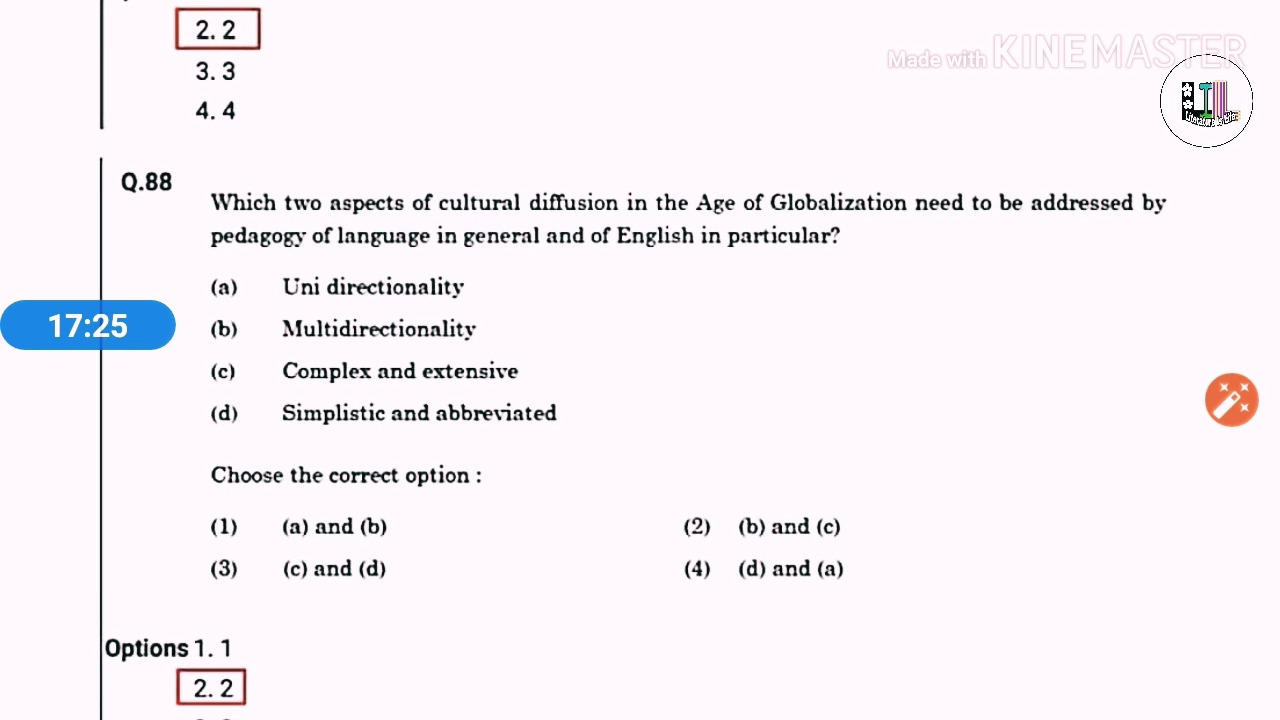 2. 2
Made with KINEMASTER
3. 3
4. 4
Q.88
Which two aspects of cultural diffusion in the Age of Globalization need to be addressed by
pedagogy of language in general and of English in particular?
(a) Uni directionality
(b) Multidirectionality
17:25
(c) Complex and extensive
(d) Simplistic and abbreviated
Choose the correct option :
(1) (a) and (b) (2) (b) and (c)
(3) (c) and (d) (4) (d) and (a)
Options 1. 1
2. 2